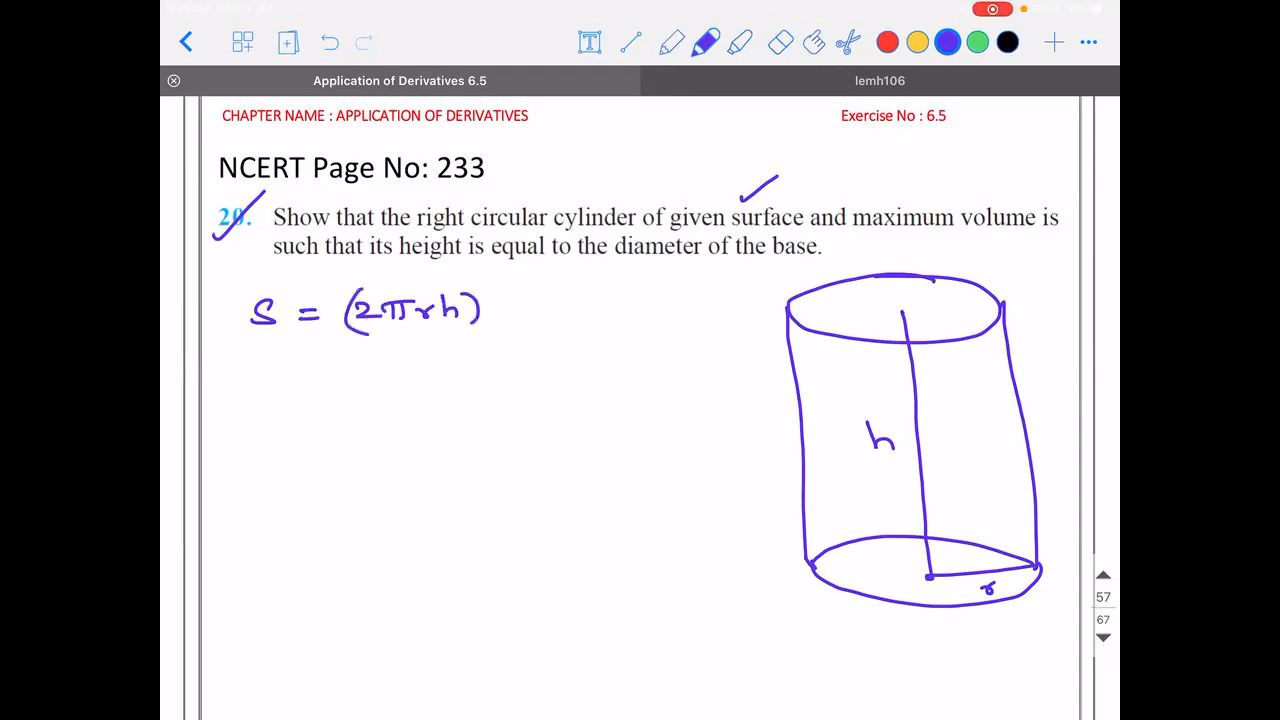 Application of Derivatives 6.5
lemh106
CHAPTER NAME : APPLICATION OF DERIVATIVES
Exercise No : 6.5
NCERT Page No: 233
20. Show that the right circular cylinder of given surface and maximum volume is
such that its height is equal to the diameter of the base.
S = (2πrh)
h
r
57
67